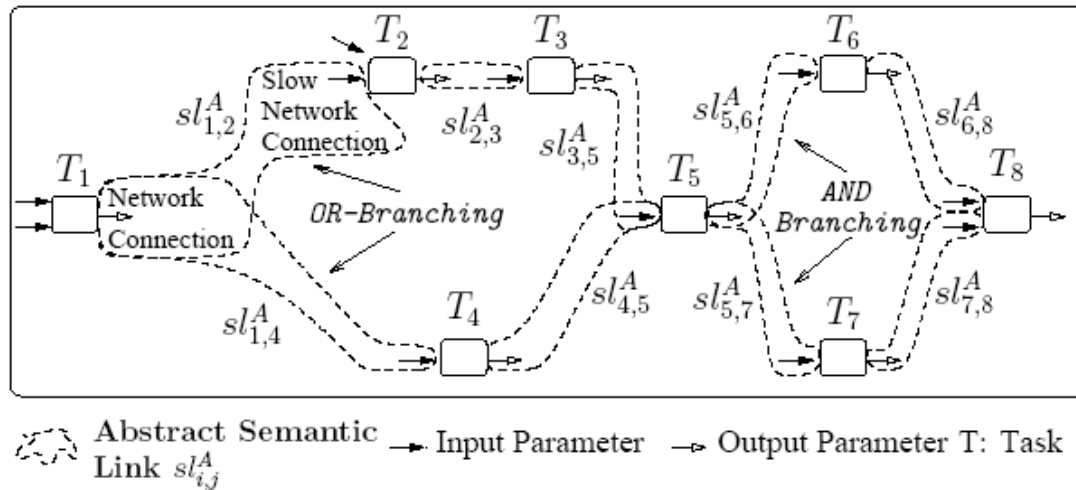 T2
T3
T6
Slow
Network
Connection
sl^A_{1,2}
sl^A_{2,3}
sl^A_{3,5}
sl^A_{5,6}
sl^A_{6,8}
T1
Network
Connection
OR-Branching
T5
AND
Branching
T8
sl^A_{1,4}
T4
sl^A_{4,5}
sl^A_{5,7}
T7
sl^A_{7,8}
Abstract Semantic
Link sl^A_{i,j}
Input Parameter
Output Parameter T: Task